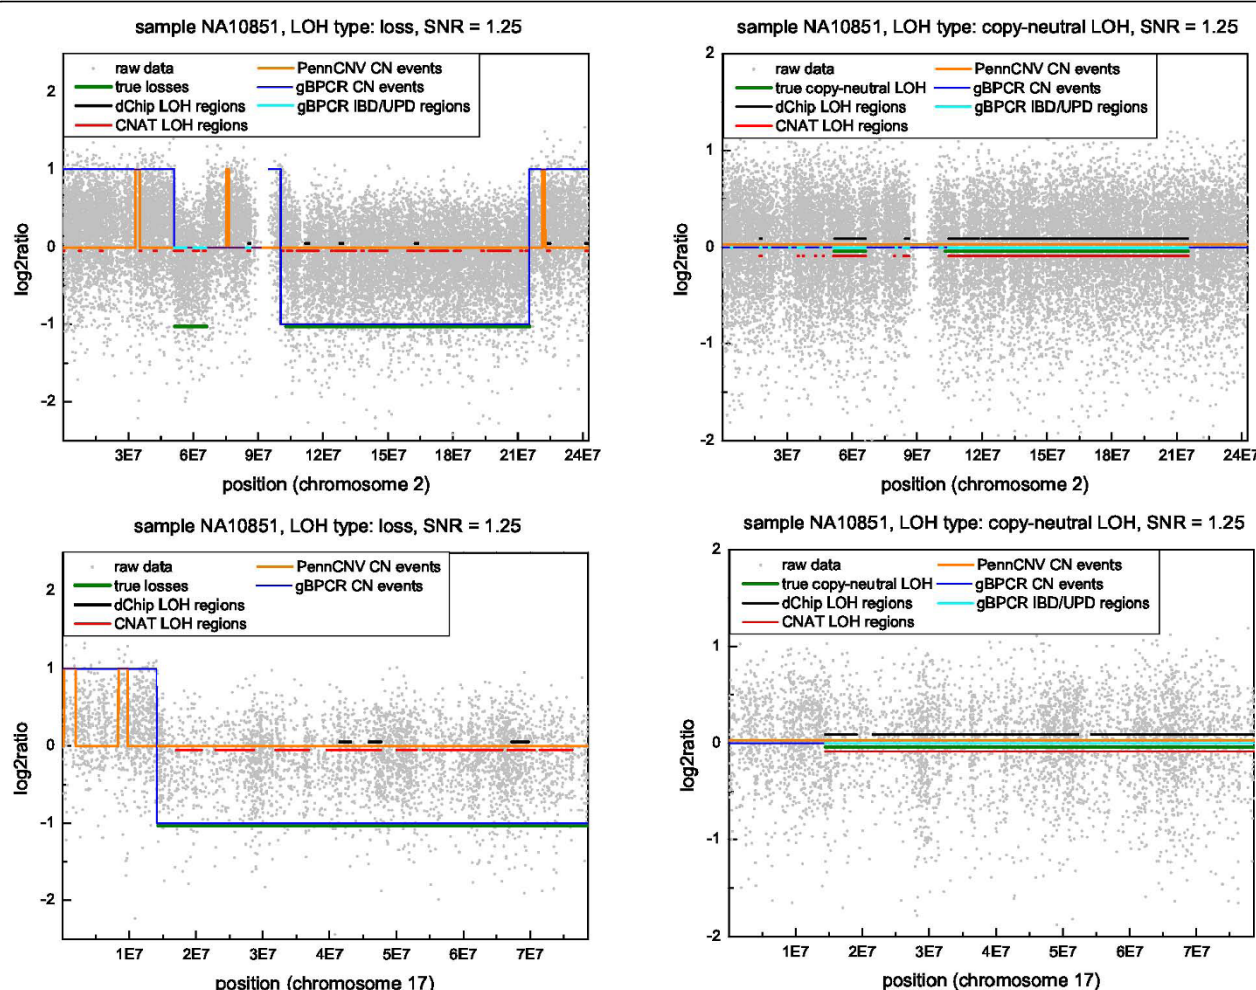 sample NA10851, LOH type: loss, SNR = 1.25
raw data
true losses
dChip LOH regions
CNAT LOH regions
PennCNV CN events
gBPCR CN events
gBPCR IBD/UPD regions
log2ratio
2
1
0
-1
-2
3E7 6E7 9E7 12E7 15E7 18E7 21E7 24E7
position (chromosome 2)
sample NA10851, LOH type: copy-neutral LOH, SNR = 1.25
raw data
true copy-neutral LOH
dChip LOH regions
CNAT LOH regions
PennCNV CN events
gBPCR CN events
gBPCR IBD/UPD regions
log2ratio
2
1
0
-1
-2
3E7 6E7 9E7 12E7 15E7 18E7 21E7 24E7
position (chromosome 2)
sample NA10851, LOH type: loss, SNR = 1.25
raw data
true losses
dChip LOH regions
CNAT LOH regions
PennCNV CN events
gBPCR CN events
log2ratio
2
1
0
-1
-2
1E7 2E7 3E7 4E7 5E7 6E7 7E7
position (chromosome 17)
sample NA10851, LOH type: copy-neutral LOH, SNR = 1.25
raw data
true copy-neutral LOH
dChip LOH regions
CNAT LOH regions
PennCNV CN events
gBPCR CN events
gBPCR IBD/UPD regions
log2ratio
2
1
0
-1
-2
1E7 2E7 3E7 4E7 5E7 6E7 7E7
position (chromosome 17)